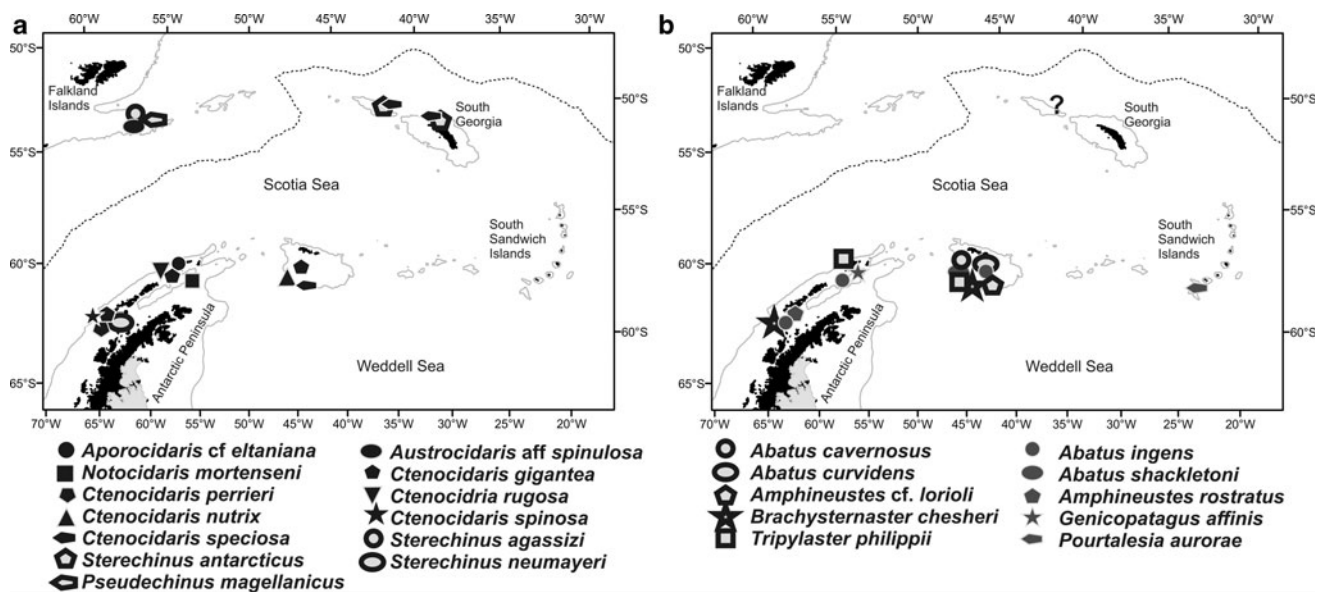 a
60°W 55°W 50°W 45°W 40°W 35°W 30°W 20°W
50°S
Falkland
Islands
50°S
South
Georgia
55°S
Scotia Sea
55°W
South
Sandwich
Islands
60°S
60°S
Antarctic Peninsula
Weddell Sea
65°S
70°W 65°W 60°W 55°W 50°W 45°W 40°W 35°W 30°W 20°W
Aporocidaris cf eltaniana
Notocidaris mortenseni
Ctenocidaris perrieri
Ctenocidaris nutrix
Ctenocidaris speciosa
Sterechinus antarcticus
Pseudechinus magellanicus
Austrocidaris aff spinulosa
Ctenocidaris gigantea
Ctenocidria rugosa
Ctenocidaris spinosa
Sterechinus agassizi
Sterechinus neumayeri
b
60°W 55°W 50°W 45°W 40°W 35°W 30°W 20°W
50°S
Falkland
Islands
?
50°S
South
Georgia
55°S
Scotia Sea
55°W
South
Sandwich
Islands
60°S
60°S
Antarctic Peninsula
Weddell Sea
65°S
70°W 65°W 60°W 55°W 50°W 45°W 40°W 35°W 30°W 20°W
Abatus cavernosus
Abatus curvidens
Amphineustes cf. lorioli
Brachysternaster chesheri
Tripylaster philippii
Abatus ingens
Abatus shackletoni
Amphineustes rostratus
Genicopatagus affinis
Pourtalesia aurorae